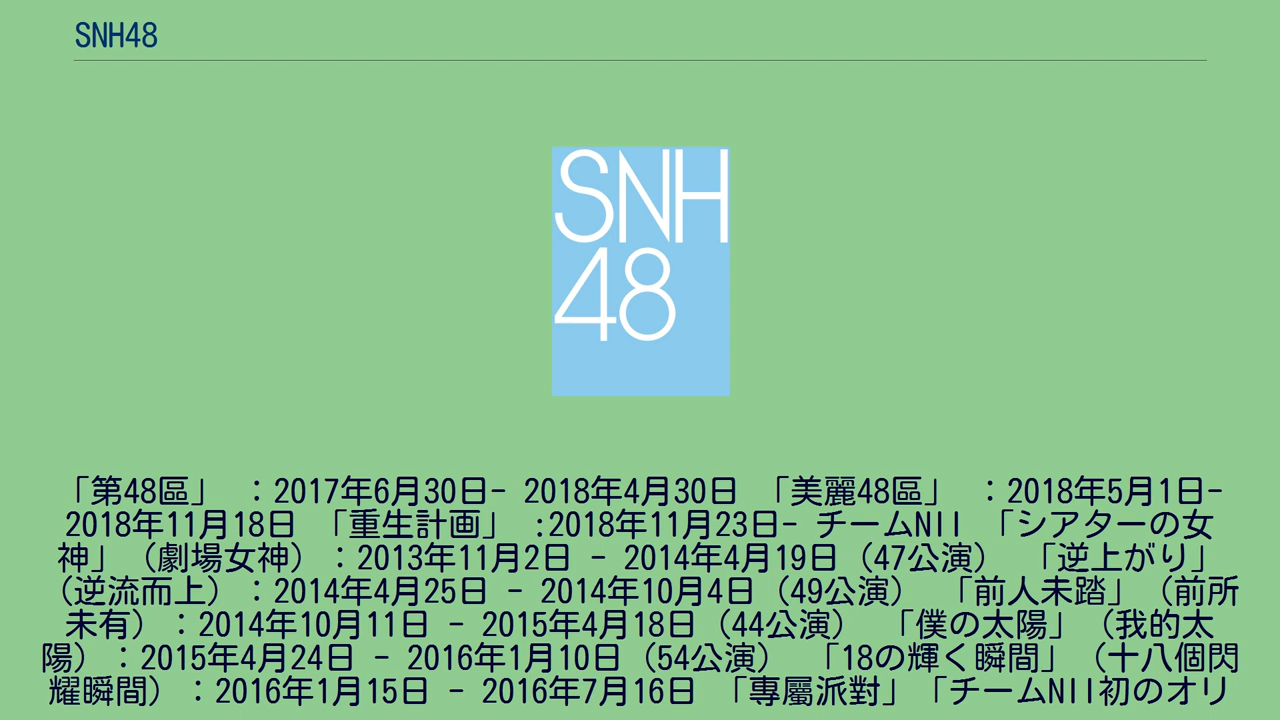 SNH48
SNH
48
「第48區」 ：2017年6月30日- 2018年4月30日 「美麗48區」 ：2018年5月1日-
2018年11月18日 「重生計画」 :2018年11月23日- チームNII 「シアターの女
神」（劇場女神）：2013年11月2日 - 2014年4月19日（47公演） 「逆上がり」
（逆流而上）：2014年4月25日 - 2014年10月4日（49公演） 「前人未踏」（前所
未有）：2014年10月11日 - 2015年4月18日（44公演） 「僕の太陽」（我的太
陽）：2015年4月24日 - 2016年1月10日（54公演） 「18の輝く瞬間」（十八個閃
耀瞬間）：2016年1月15日 - 2016年7月16日 「專屬派對」「チームNII初のオリ